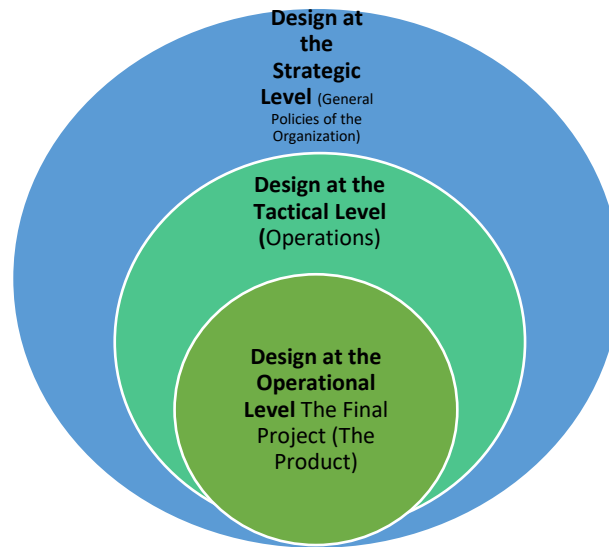 Design at
the
Strategic
Level (General
Policies of the
Organization)
Design at the
Tactical Level
(Operations)
Design at the
Operational
Level The Final
Project (The
Product)